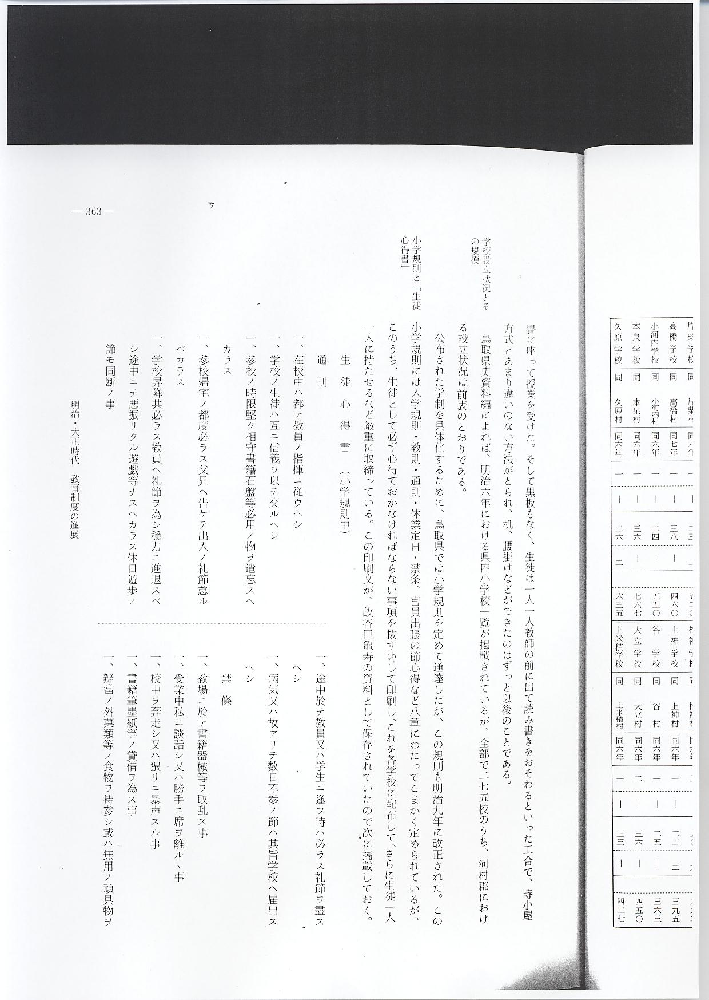 久原学校 同 久原村 同六年 一 ー 二六 二 六三五
本泉学校 同 本泉村 同六年 一 ー 三六 ー 七六七
小河内学校 同 小河内村 同六年 一 ー 二四 ー 五五〇
高橋学校 同 高橋村 同七年 一 ー 三八 ー 四六〇
上米積学校 同 上米積村 同六年 一 ー 三三 ー 四二七
大立学校 同 大立村 同六年 二 ー 三六 ー 四五〇
谷学校 同 谷村 同六年 一 ー 二五 ー 三六三
上神学校 同 上神村 同六年 一 ー 二二 二 三九五
畳に座って授業を受けた。そして黒板もなく、生徒は一人一人教師の前に出て読み書きをおそわるといった工合で、寺小屋
方式とあまり違いのない方法がとられ、机、腰掛けなどができたのはずっと以後のことである。
学校設立状況とそ
の規模
鳥取県史資料編によれば、明治六年における県内小学校一覧が掲載されているが、全部で二七五校のうち、河村郡におけ
る設立状況は前表のとおりである。
公布された学制を具体化するために、鳥取県では小学規則を定めて通達したが、この規則も明治九年に改正された。この
小学規則と「生徒
心得書」
小学規則には入学規則・教則・通則・休業定日・禁条、官員出張の節心得など八章にわたってこまかく定められているが、
このうち、生徒として必ず心得ておかなければならない事項を抜すいして印刷し、これを各学校に配布して、さらに生徒一人
一人に持たせるなど厳重に取締っている。この印刷文が、故谷田亀寿の資料として保存されていたので次に掲載しておく。
生徒心得書（小学規則中）
通則
一、在校中ハ都テ教員ノ指揮ニ従ウヘシ
一、学校ノ生徒ハ互ニ信義ヲ以テ交ルヘシ
一、参校ノ時限堅ク相守書籍石盤等必用ノ物ヲ遺忘スヘ
カラス
一、参校帰宅ノ都度必ラス父兄ヘ告ケテ出入ノ礼節怠ル
ベカラス
一、学校昇降共必ラス教員ヘ礼節ヲ為シ穏力ニ進退スベ
シ途中ニテ悪振リタル遊戯等ナスヘカラス休日遊歩ノ
節モ同断ノ事
一、途中於テ教員又ハ学生ニ逢フ時ハ必ラス礼節ヲ盡ス
ヘシ
一、病気又ハ故アリテ数日不参ノ節ハ其旨学校ヘ届出ス
ヘシ
禁條
一、教場ニ於テ書籍器械等ヲ取乱ス事
一、受業中私ニ談話シ又ハ勝手ニ席ヲ離ルヽ事
一、校中ヲ奔走シ又ハ猥リニ暴声スル事
一、書籍筆墨紙等ノ貸借ヲ為ス事
一、辨當ノ外菓類等ノ食物ヲ持参シ或ハ無用ノ頑具物ヲ
明治・大正時代 教育制度の進展
— 363 —